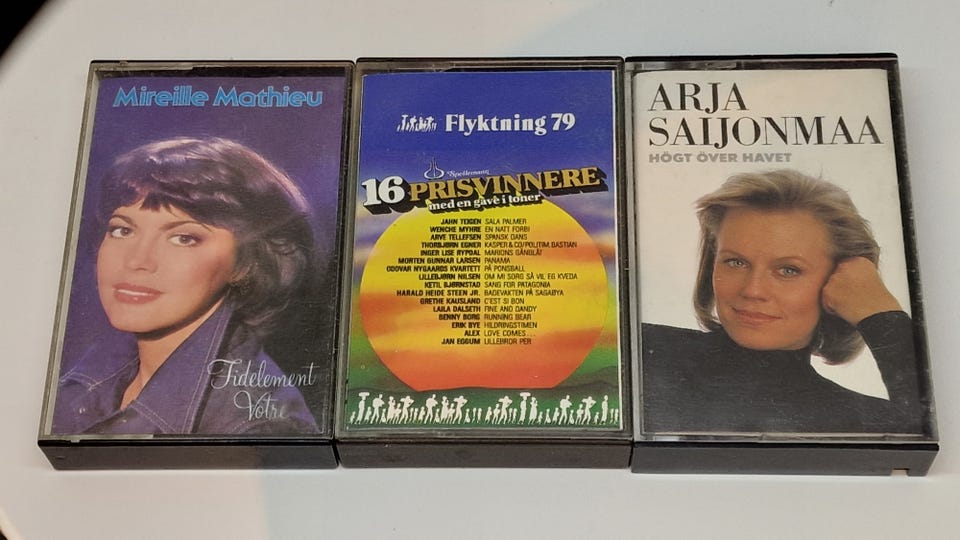 Mireille Mathieu
Fidelement
Votre
Flyktning 79
Spellemann
16 PRISVINNERE
med en gave i toner
JAHN TEIGEN SALA PALMER
WENCHE MYHRE EN NATT FORBI
ARVE TELLEFSEN SPANSK DANS
THORBJØRN EGNER KASPER & CO/POLITIM. BASTIAN
INGER LISE RYPDAL MARIONS GÅNGLÅT
MORTEN GUNNAR LARSEN PANAMA
ODDVAR NYGAARDS KVARTETT PÅ PONSBALL
LILLEBJØRN NILSEN OM MI SORG SÅ VIL EG KVEDA
KETIL BJØRNSTAD SANG FOR PATAGONIA
HARALD HEIDE STEEN JR. BADEVAKTEN PÅ SAGABYA
GRETHE KAUSLAND C'EST SI BON
LAILA DALSETH FINE AND DANDY
BENNY BORG RUNNING BEAR
ERIK BYE HILDRINGSTIMEN
ALEX LOVE COMES...
JAN EGGUM LILLEBROR PER
ARJA
SAIJONMAA
HÖGT ÖVER HAVET